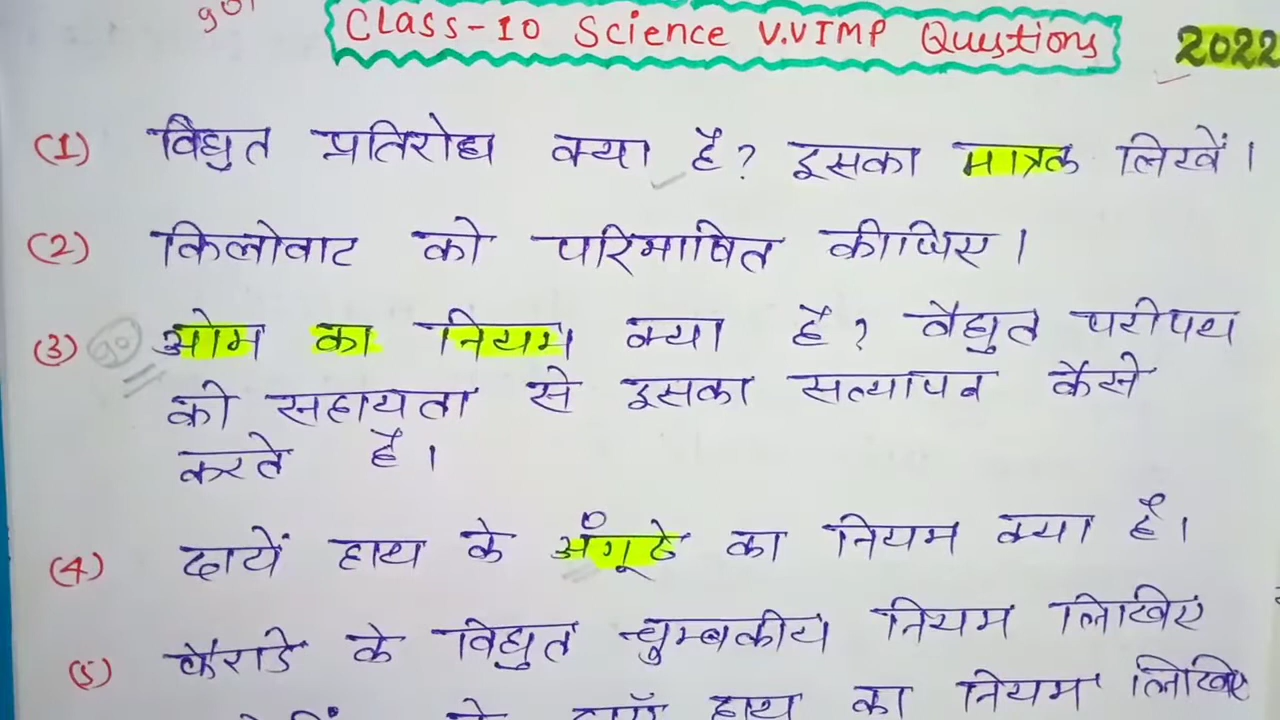 Class-10 Science V.VIMP Questions 2022
(1) विद्युत प्रतिरोध क्या है? इसका मात्रक लिखें।
(2) किलोवाट को परिभाषित कीजिए।
(3) ओम का नियम क्या है? वैद्युत परीपथ
की सहायता से इसका सत्यापन कैसे
करते है।
(4) दायें हाथ के अंगूठे का नियम क्या है।
(5) फैराडे के विद्युत चुम्बकीय नियम लिखिए
के हाथ का नियम लिखिए